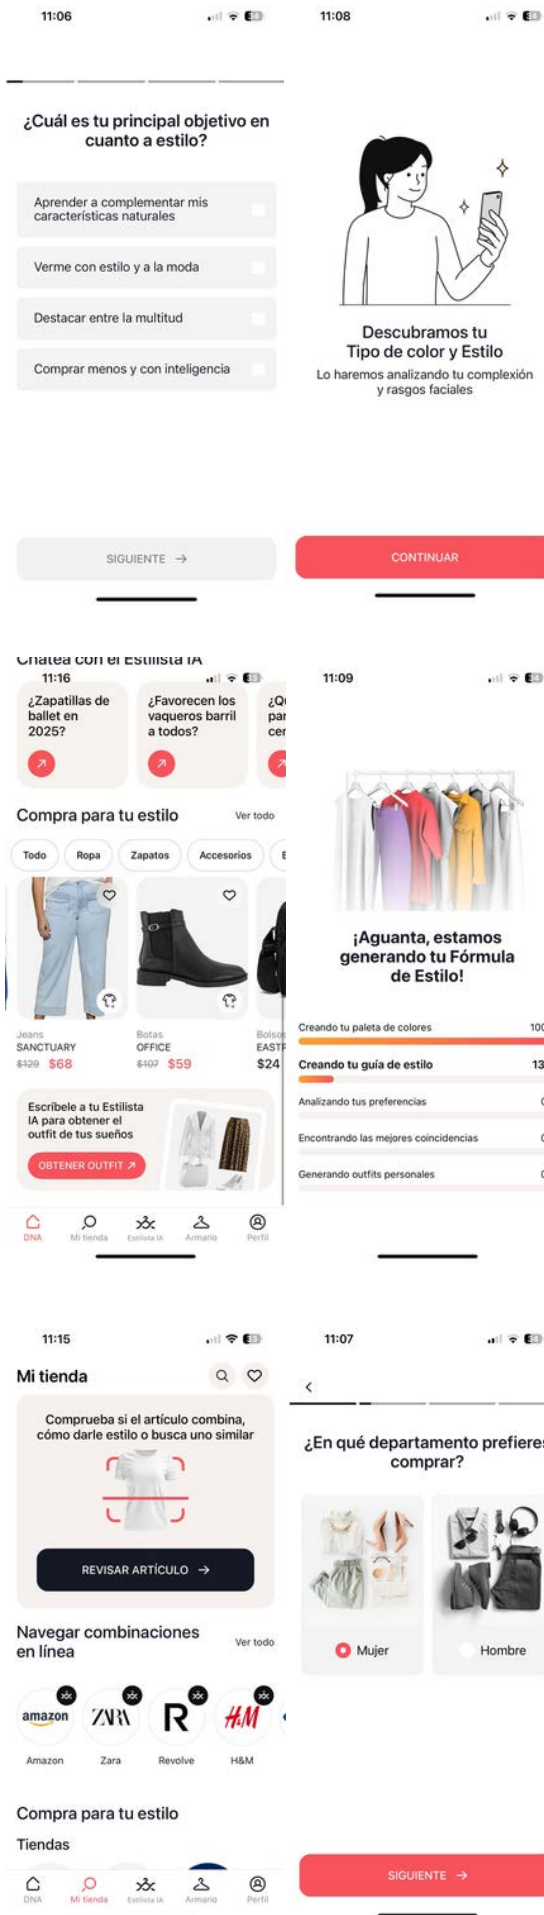 11:06
¿Cuál es tu principal objetivo en
cuanto a estilo?
Aprender a complementar mis
características naturales
Verme con estilo y a la moda
Destacar entre la multitud
Comprar menos y con inteligencia
SIGUIENTE →
11:08
Descubramos tu
Tipo de color y Estilo
Lo haremos analizando tu complexión
y rasgos faciales
CONTINUAR
Chatea con el Estilista IA
11:16
¿Zapatillas de
ballet en
2025?
¿Favorecen los
vaqueros barril
a todos?
Compra para tu estilo
Ver todo
Todo
Ropa
Zapatos
Accesorios
Jeans
SANCTUARY
$129 $68
Botas
OFFICE
$107 $59
Bolsos
$24
Escríbele a tu Estilista
IA para obtener el
outfit de tus sueños
OBTENER OUTFIT
DNA
Mi tienda
Estilista IA
Armario
Perfil
11:09
¡Aguanta, estamos
generando tu Fórmula
de Estilo!
Creando tu paleta de colores 100
Creando tu guía de estilo 13
Analizando tus preferencias
Encontrando las mejores coincidencias
Generando outfits personales
11:15
Mi tienda
Comprueba si el artículo combina,
cómo darle estilo o busca uno similar
REVISAR ARTÍCULO →
Navegar combinaciones
en línea
Ver todo
amazon
ZARA
R
H&M
Amazon
Zara
Revolve
H&M
Compra para tu estilo
Tiendas
DNA
Mi tienda
Estilista IA
Armario
Perfil
11:07
¿En qué departamento prefieres
comprar?
Mujer
Hombre
SIGUIENTE →